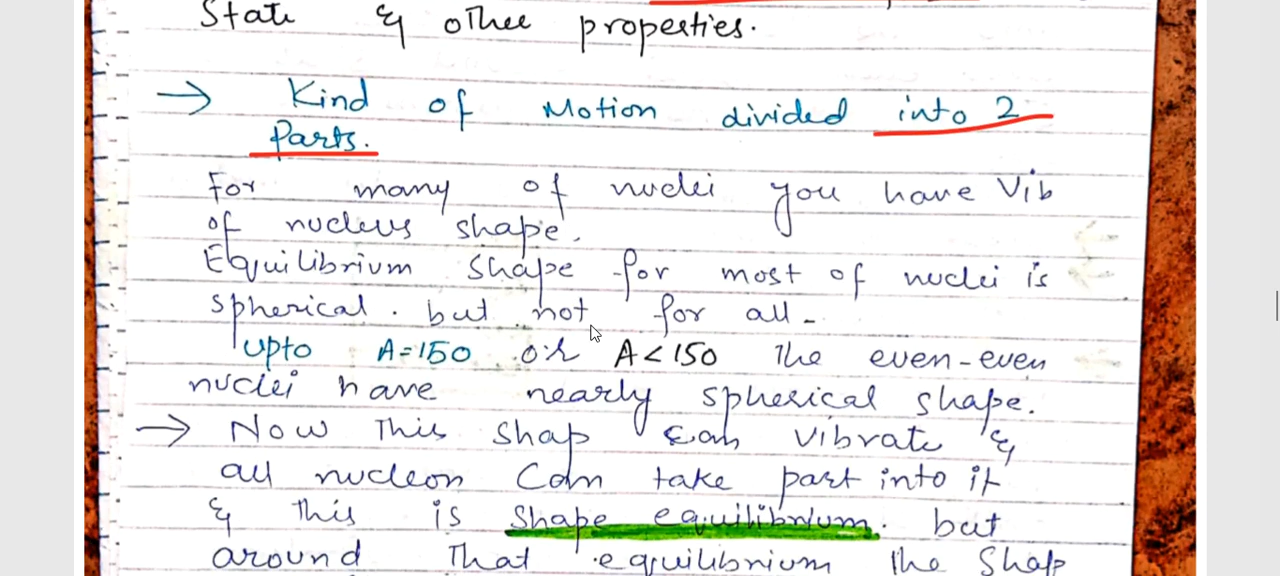 State & other properties.
→ Kind of Motion divided into 2
Parts.
For many of nuclei you have Vib
of nucleus shape.
Equilibrium shape for most of nuclei is
spherical. but not for all.
upto A=150 or A<150 The even-even
nuclei have nearly spherical shape.
→ Now This shap can vibrate &
all nucleon Can take part into it
& this is shape equilibrium. but
around That equilibrium the shap